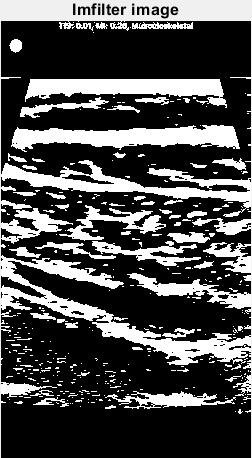 Imfilter image
TIS: 0.01, MI: 0.26, Musculoskeletal